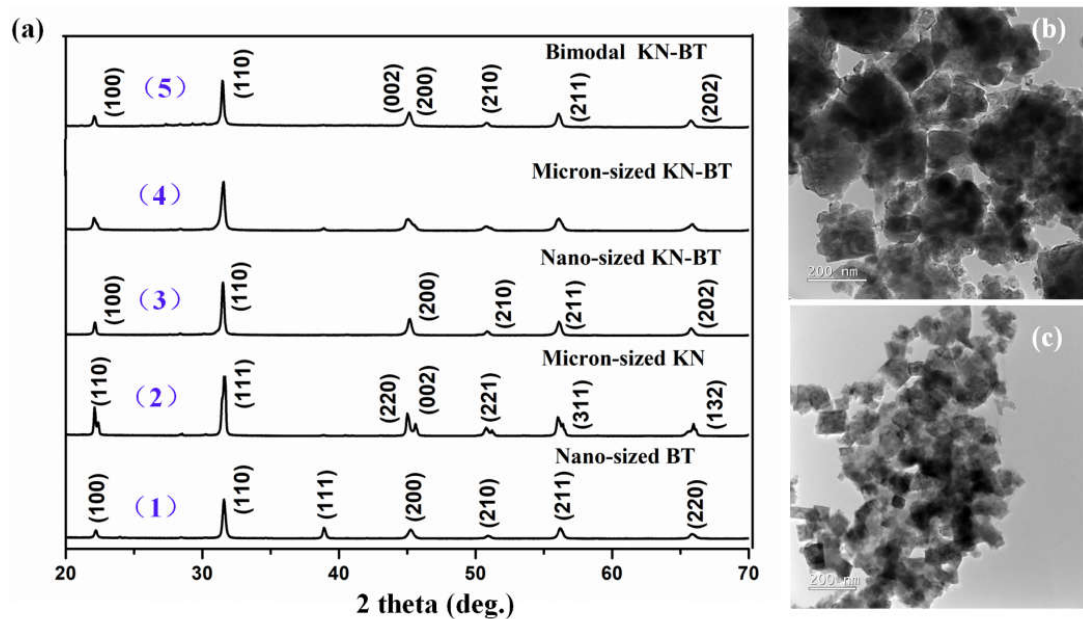 (a)
Bimodal KN-BT
(5)
(100)
(110)
(002)
(200)
(210)
(211)
(202)
Micron-sized KN-BT
(4)
Nano-sized KN-BT
(3)
(100)
(110)
(200)
(210)
(211)
(202)
Micron-sized KN
(2)
(110)
(111)
(220)
(002)
(221)
(311)
(132)
Nano-sized BT
(1)
(100)
(110)
(111)
(200)
(210)
(211)
(220)
20 30 40 50 60 70
2 theta (deg.)
(b)
200 nm
(c)
200 nm